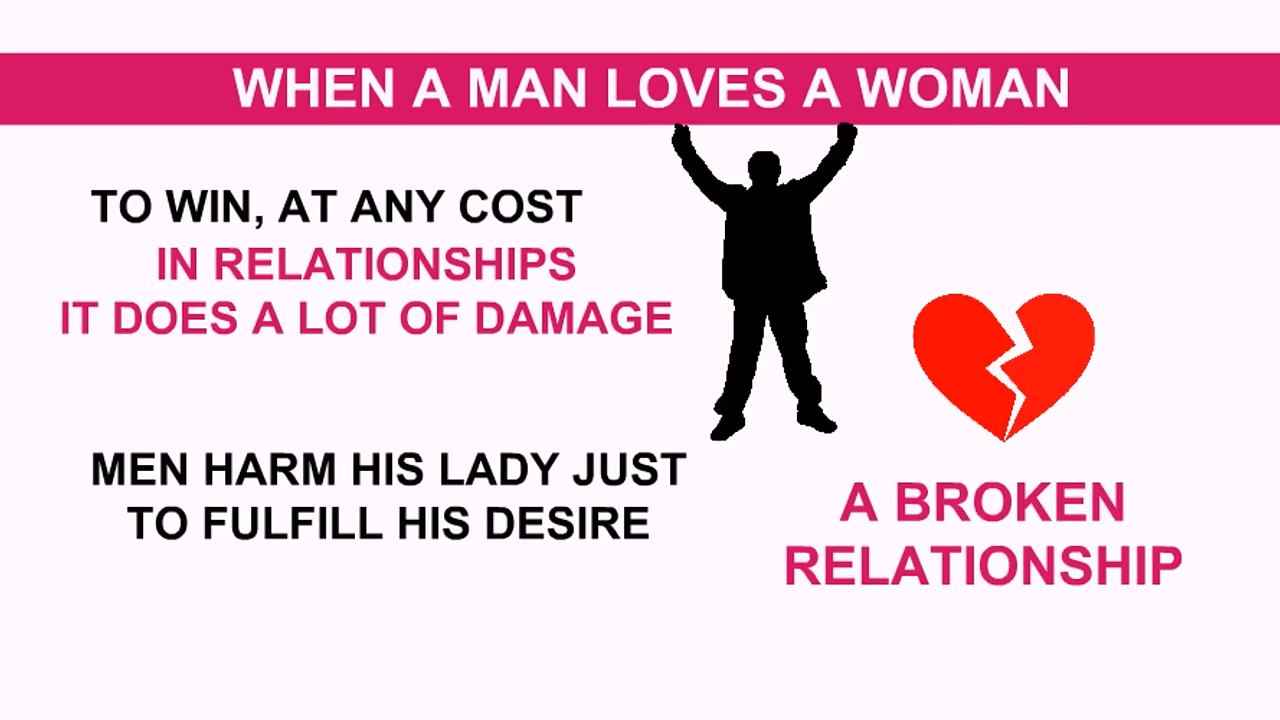 WHEN A MAN LOVES A WOMAN
TO WIN, AT ANY COST
IN RELATIONSHIPS
IT DOES A LOT OF DAMAGE
MEN HARM HIS LADY JUST
TO FULFILL HIS DESIRE
A BROKEN
RELATIONSHIP